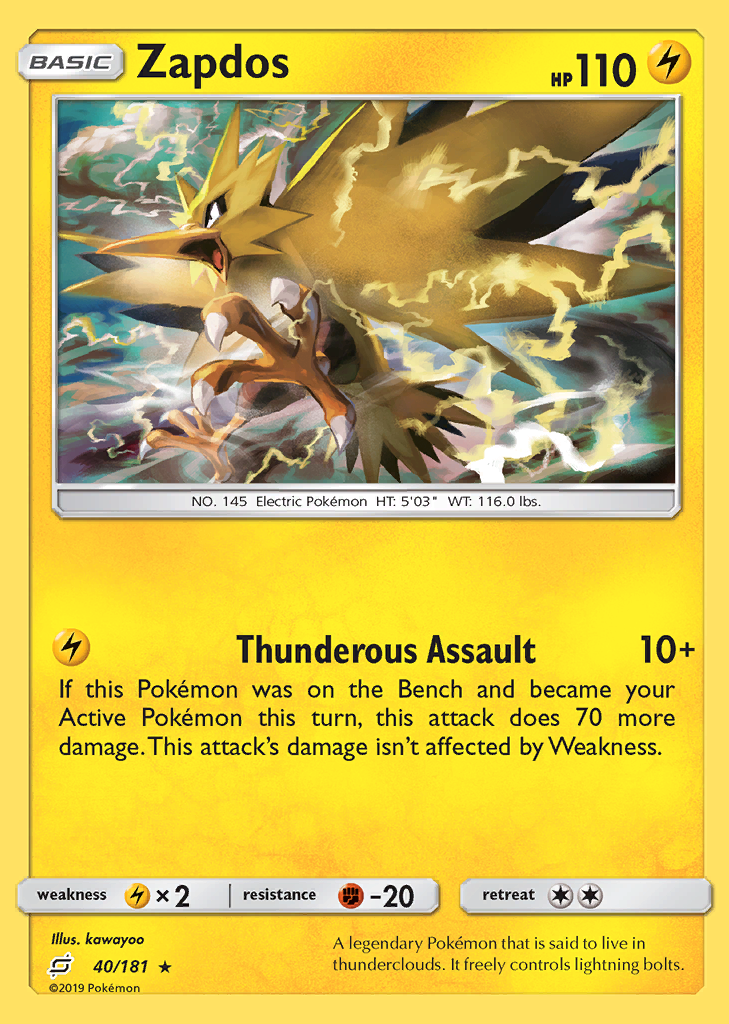 BASIC Zapdos HP110
NO. 145 Electric Pokémon HT: 5'03" WT: 116.0 lbs.
Thunderous Assault 10+
If this Pokémon was on the Bench and became your
Active Pokémon this turn, this attack does 70 more
damage. This attack's damage isn't affected by Weakness.
weakness ×2 resistance -20 retreat
Illus. kawayoo
40/181 ★
©2019 Pokémon
A legendary Pokémon that is said to live in
thunderclouds. It freely controls lightning bolts.